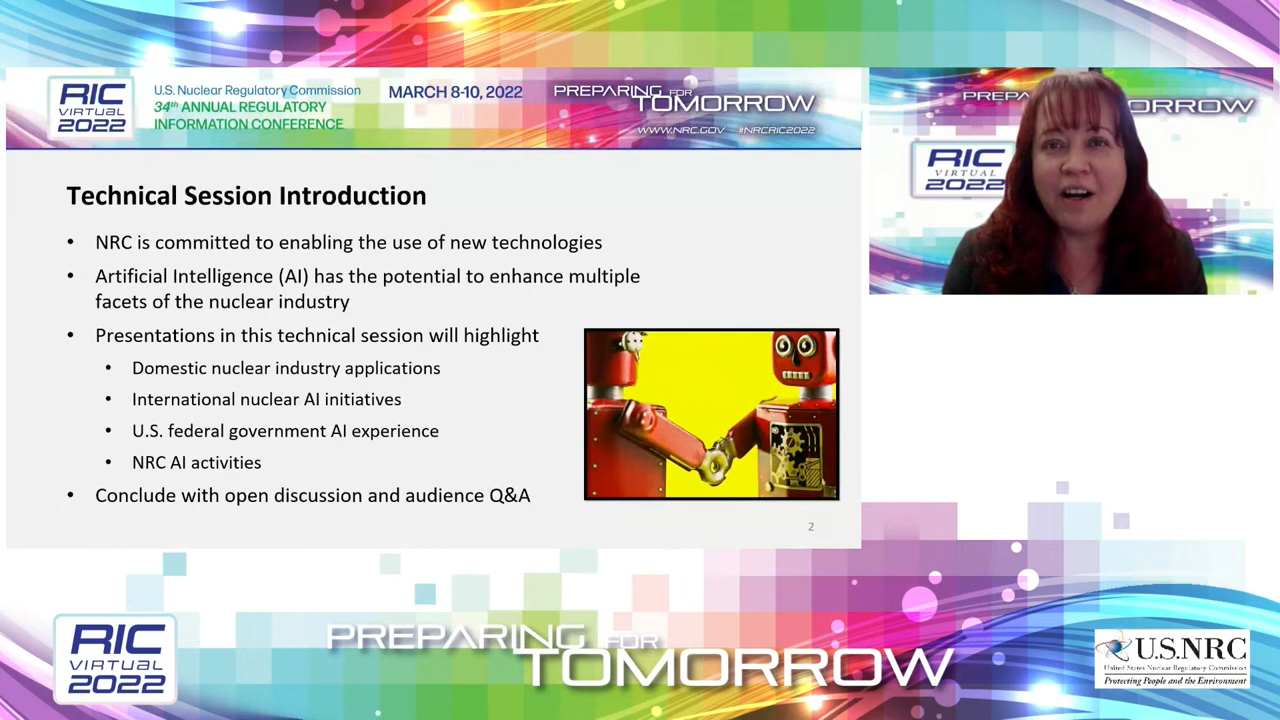 RIC
VIRTUAL
2022
U.S. Nuclear Regulatory Commission
34th ANNUAL REGULATORY
INFORMATION CONFERENCE
MARCH 8-10, 2022
PREPARING FOR
TOMORROW
WWW.NRC.GOV #NRCRIC2022
Technical Session Introduction
• NRC is committed to enabling the use of new technologies
• Artificial Intelligence (AI) has the potential to enhance multiple
facets of the nuclear industry
• Presentations in this technical session will highlight
• Domestic nuclear industry applications
• International nuclear AI initiatives
• U.S. federal government AI experience
• NRC AI activities
• Conclude with open discussion and audience Q&A
2
PREPA
MORROW
RIC
VIRTUAL
2022
RIC
VIRTUAL
2022
PREPARING FOR
TOMORROW
U.S.NRC
United States Nuclear Regulatory Commission
Protecting People and the Environment